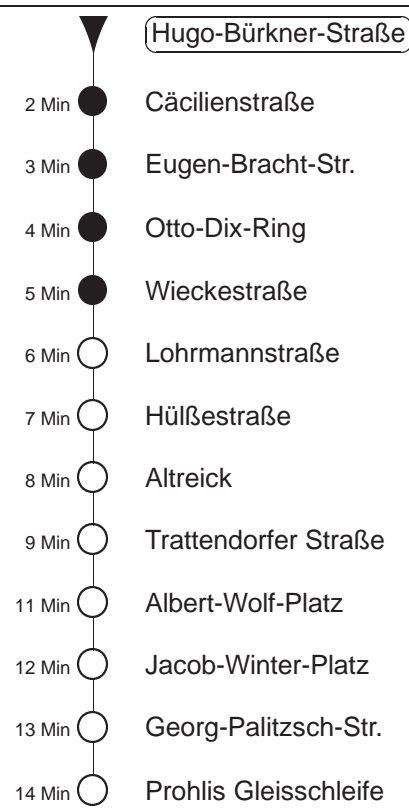 Hugo-Bürkner-Straße
2 Min Cäcilienstraße
3 Min Eugen-Bracht-Str.
4 Min Otto-Dix-Ring
5 Min Wieckestraße
6 Min Lohrmannstraße
7 Min Hülßestraße
8 Min Altreick
9 Min Trattendorfer Straße
11 Min Albert-Wolf-Platz
12 Min Jacob-Winter-Platz
13 Min Georg-Palitzsch-Str.
14 Min Prohlis Gleisschleife